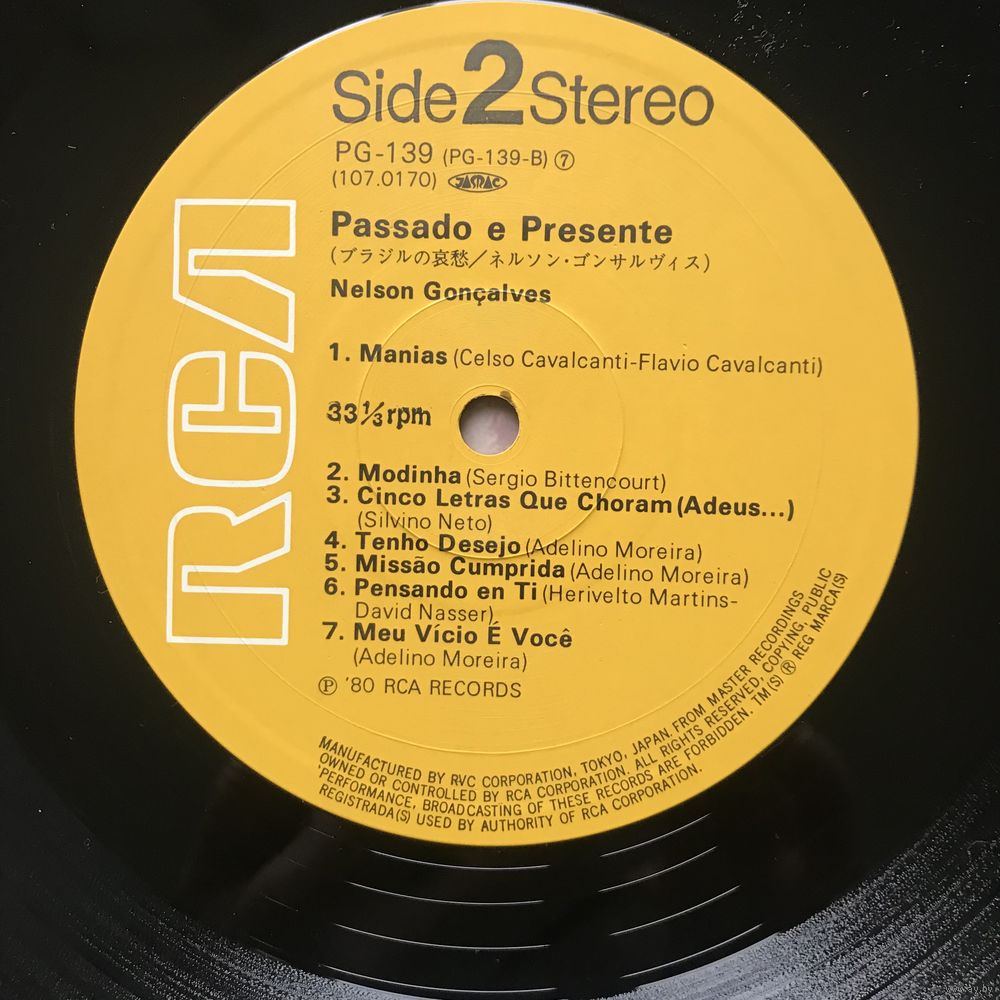 Side 2 Stereo
PG-139 (PG-139-B) ⑦
(107.0170) JASRAC
Passado e Presente
(ブラジルの哀愁/ネルソン・ゴンサルヴィス)
Nelson Gonçalves
1. Manias (Celso Cavalcanti-Flavio Cavalcanti)
33⅓rpm
2. Modinha (Sergio Bittencourt)
3. Cinco Letras Que Choram (Adeus...)
(Silvino Neto)
4. Tenho Desejo (Adelino Moreira)
5. Missão Cumprida (Adelino Moreira)
6. Pensando en Ti (Herivelto Martins-
David Nasser)
7. Meu Vício É Você
(Adelino Moreira)
℗ '80 RCA RECORDS
RCA
MANUFACTURED BY RVC CORPORATION, TOKYO, JAPAN. FROM MASTER RECORDINGS
OWNED OR CONTROLLED BY RCA CORPORATION. ALL RIGHTS RESERVED, COPYING, PUBLIC
'PERFORMANCE, BROADCASTING OF THESE RECORDS ARE FORBIDDEN. TM(S) ® REG MARCA(S)
REGISTRADA(S) USED BY AUTHORITY OF RCA CORPORATION.